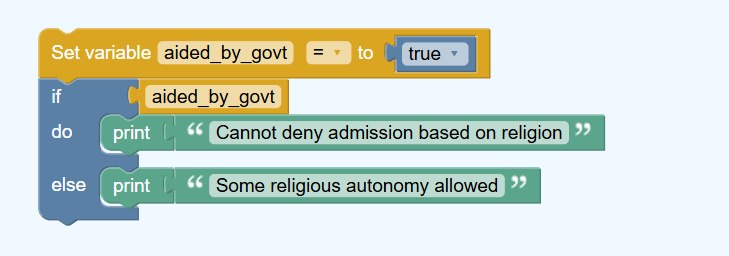 Set variable aided_by_govt = to true
if aided_by_govt
do print “ Cannot deny admission based on religion ”
else print “ Some religious autonomy allowed ”